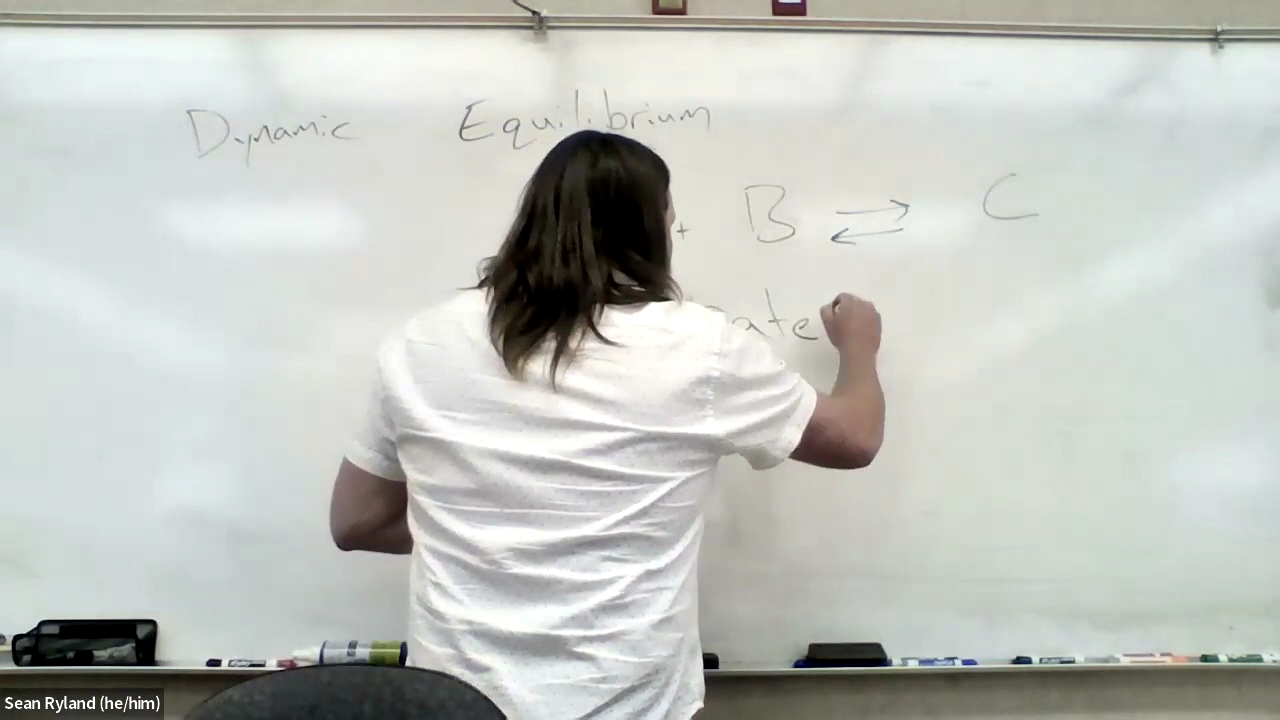 Dynamic Equilibrium
+ B ⇌ C
ate
Sean Ryland (he/him)